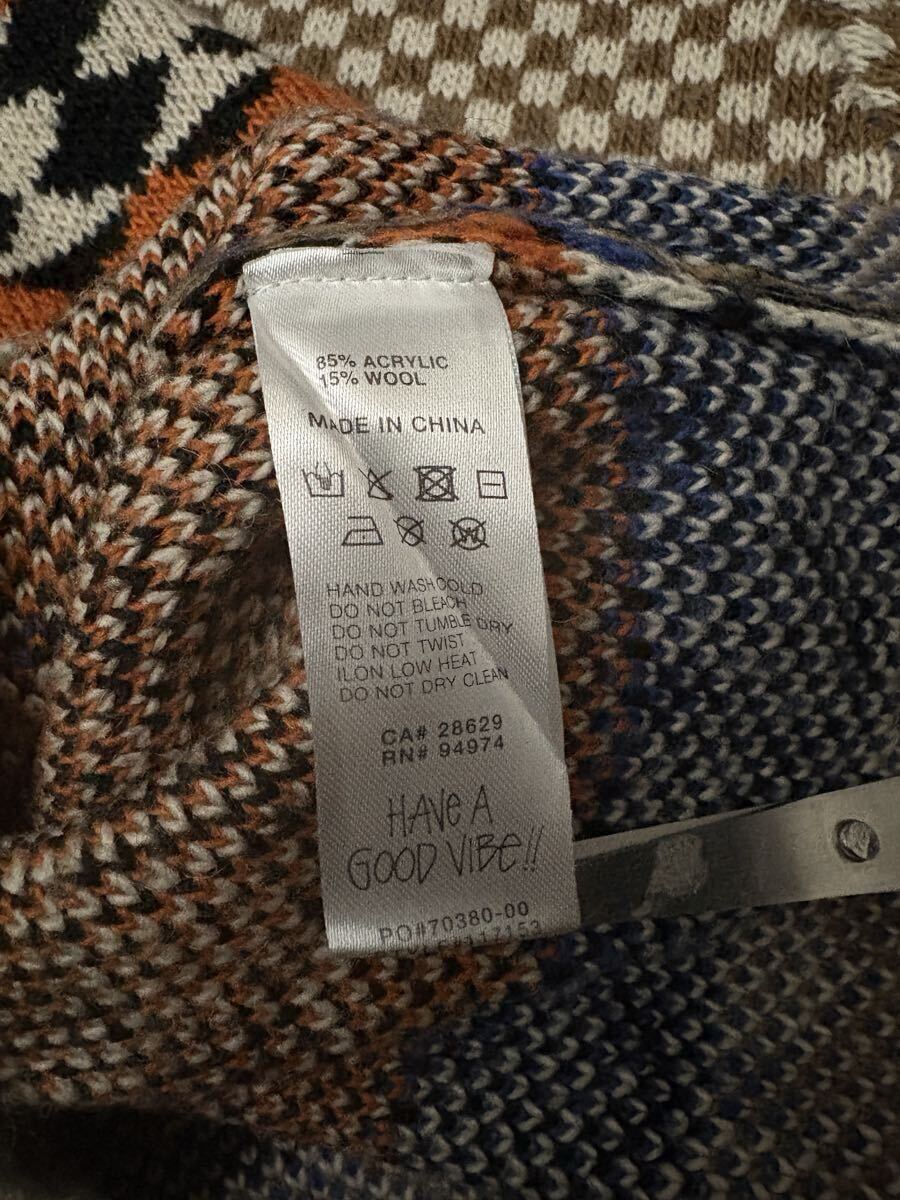 85% ACRYLIC
15% WOOL
MADE IN CHINA
W
HAND WASH COLD
DO NOT BLEACH
DO NOT TUMBLE DRY
DO NOT TWIST
ILON LOW HEAT
DO NOT DRY CLEAN
CA# 28629
RN# 94974
HAVE A
GOOD VIBE!!
PO#70380-00
#117153